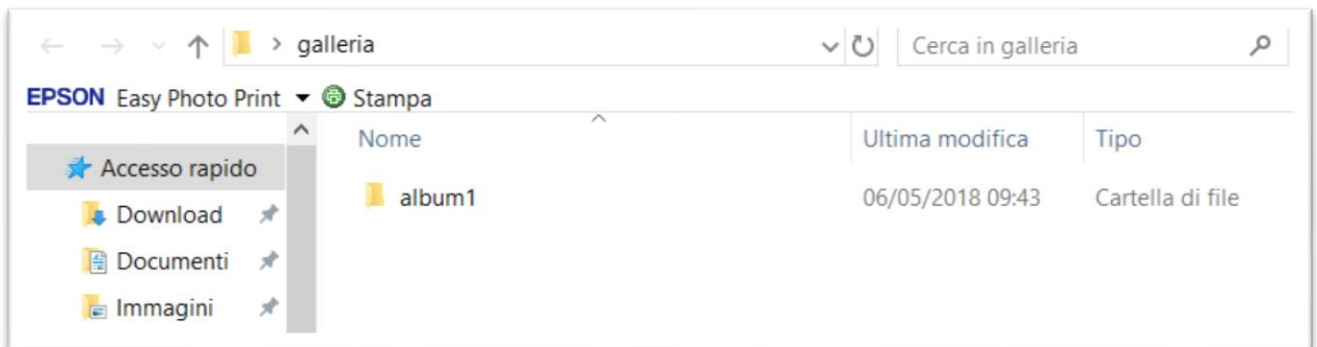 galleria Cerca in galleria
EPSON Easy Photo Print Stampa
Nome Ultima modifica Tipo
Accesso rapido
album1 06/05/2018 09:43 Cartella di file
Download
Documenti
Immagini